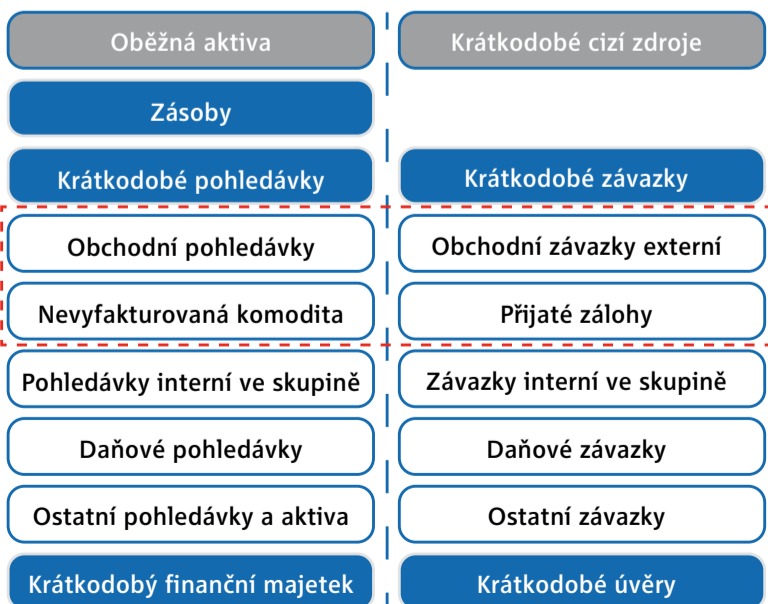 Oběžná aktiva
Krátkodobé cizí zdroje
Zásoby
Krátkodobé pohledávky
Krátkodobé závazky
Obchodní pohledávky
Obchodní závazky externí
Nevyfakturovaná komodita
Přijaté zálohy
Pohledávky interní ve skupině
Závazky interní ve skupině
Daňové pohledávky
Daňové závazky
Ostatní pohledávky a aktiva
Ostatní závazky
Krátkodobý finanční majetek
Krátkodobé úvěry